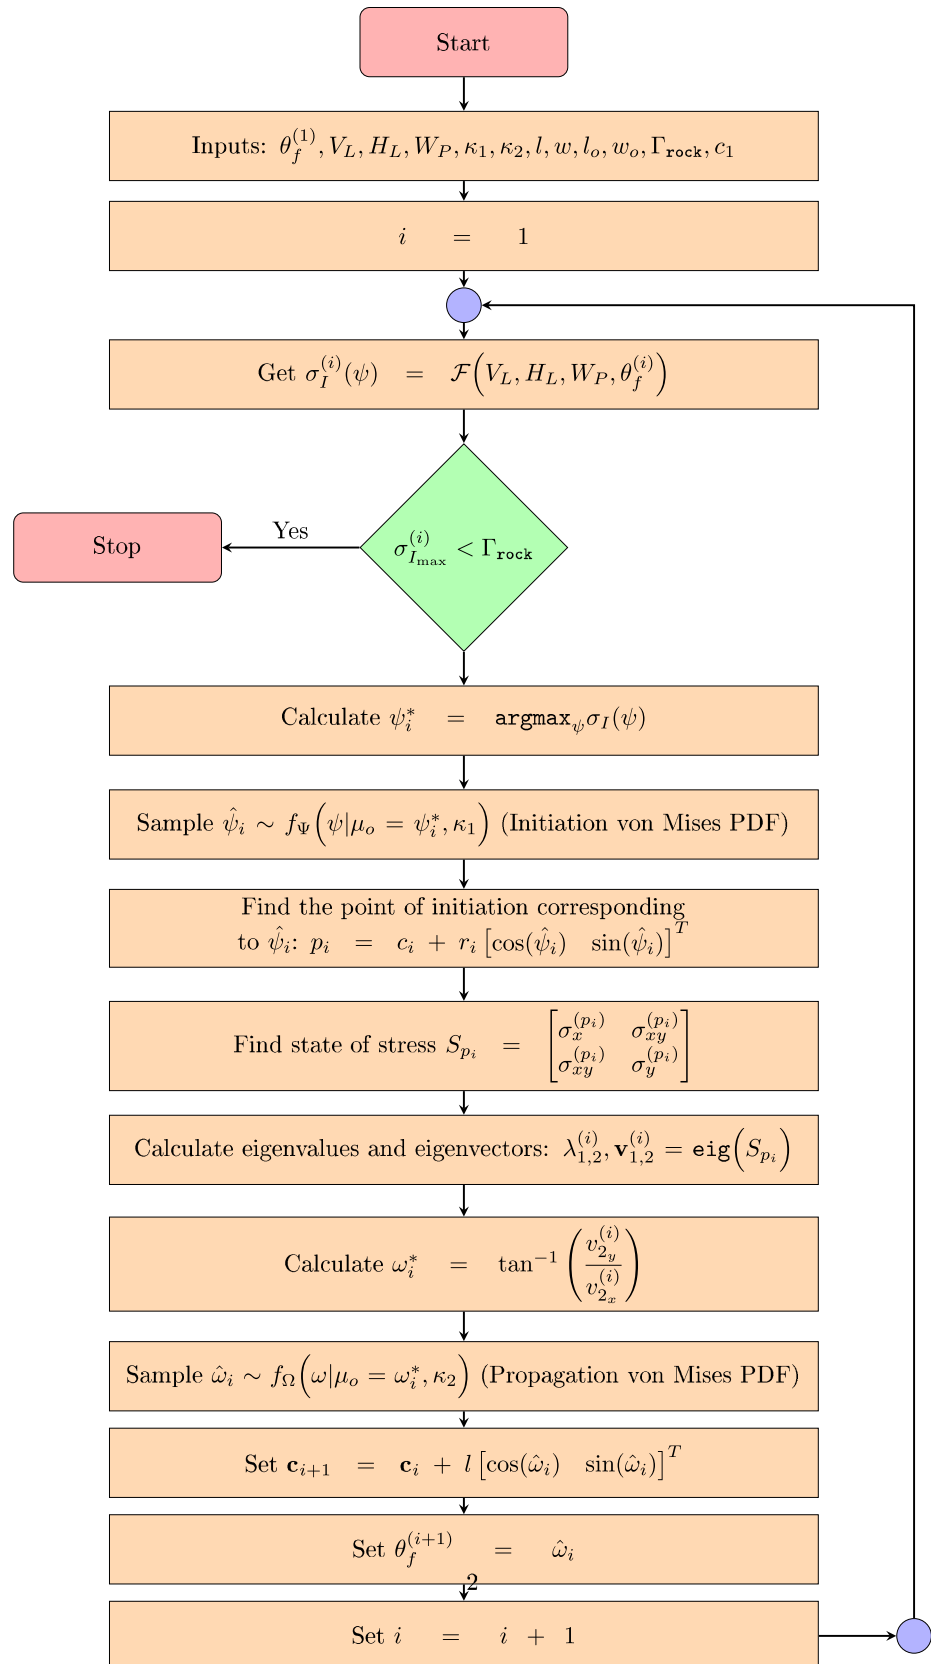 Start
Inputs: θ_f^{(1)}, V_L, H_L, W_P, κ_1, κ_2, l, w, l_o, w_o, Γ_rock, c_1
i = 1
Get σ_I^{(i)}(ψ) = ℱ(V_L, H_L, W_P, θ_f^{(i)})
σ_{I_max}^{(i)} < Γ_rock
Yes
Stop
Calculate ψ_i^* = argmax_ψ σ_I(ψ)
Sample ψ̂_i ∼ f_Ψ(ψ|μ_o = ψ_i^*, κ_1) (Initiation von Mises PDF)
Find the point of initiation corresponding
to ψ̂_i: p_i = c_i + r_i [cos(ψ̂_i) sin(ψ̂_i)]^T
Find state of stress S_{p_i} = [σ_x^{(p_i)} σ_{xy}^{(p_i)}
σ_{xy}^{(p_i)} σ_y^{(p_i)}]
Calculate eigenvalues and eigenvectors: λ_{1,2}^{(i)}, **v**_{1,2}^{(i)} = eig(S_{p_i})
Calculate ω_i^* = tan^{−1}(v_{2_y}^{(i)} / v_{2_x}^{(i)})
Sample ω̂_i ∼ f_Ω(ω|μ_o = ω_i^*, κ_2) (Propagation von Mises PDF)
Set **c**_{i+1} = **c**_i + l [cos(ω̂_i) sin(ω̂_i)]^T
Set θ_f^{(i+1)} = ω̂_i
2
Set i = i + 1